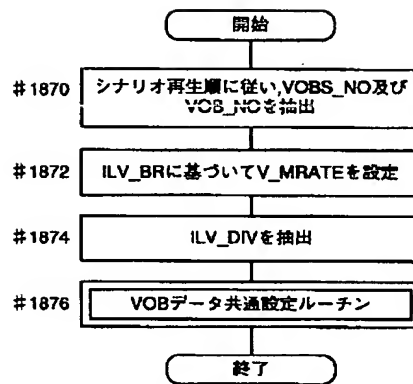 開始
#1870
シナリオ再生順に従い,VOBS_NO及び
VOB_NOを抽出
#1872
ILV_BRに基づいてV_MRATEを設定
#1874
ILV_DIVを抽出
#1876
VOBデータ共通設定ルーチン
終了